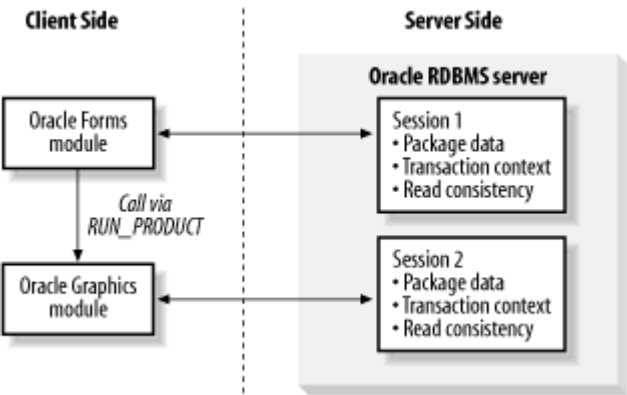 Client Side
Server Side
Oracle RDBMS server
Oracle Forms
module
Session 1
• Package data
• Transaction context
• Read consistency
Call via
RUN_PRODUCT
Oracle Graphics
module
Session 2
• Package data
• Transaction context
• Read consistency